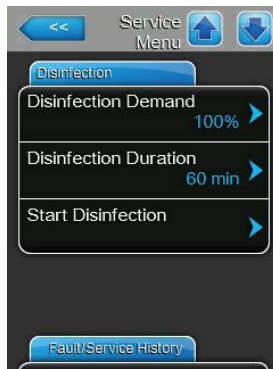 << Service
Menu
Disinfection
Disinfection Demand
100%
Disinfection Duration
60 min
Start Disinfection
Fault/Service History